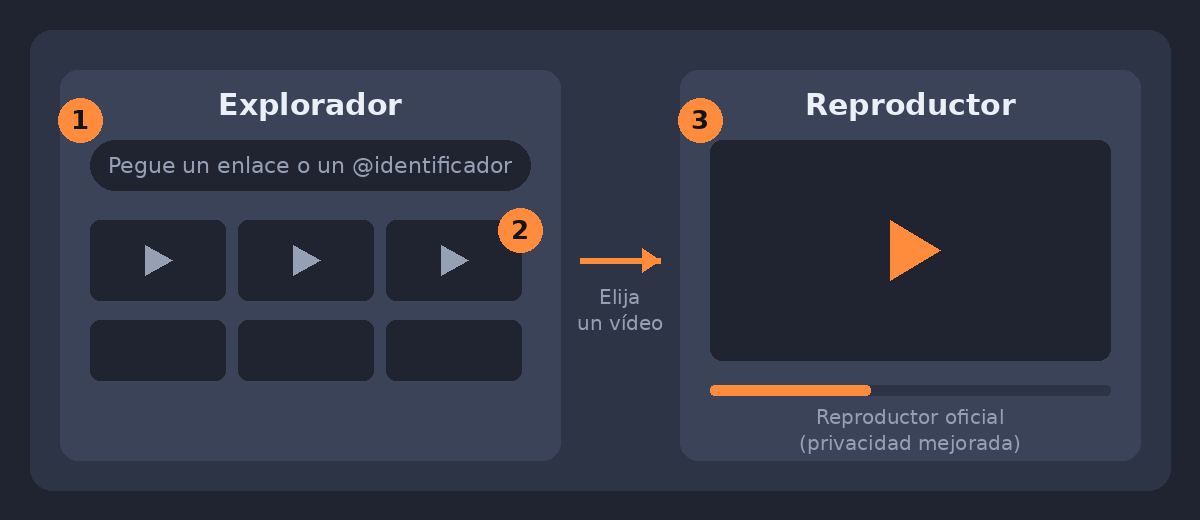 1
Explorador
Pegue un enlace o un @identificador
2
Elija
un vídeo
3
Reproductor
Reproductor oficial
(privacidad mejorada)